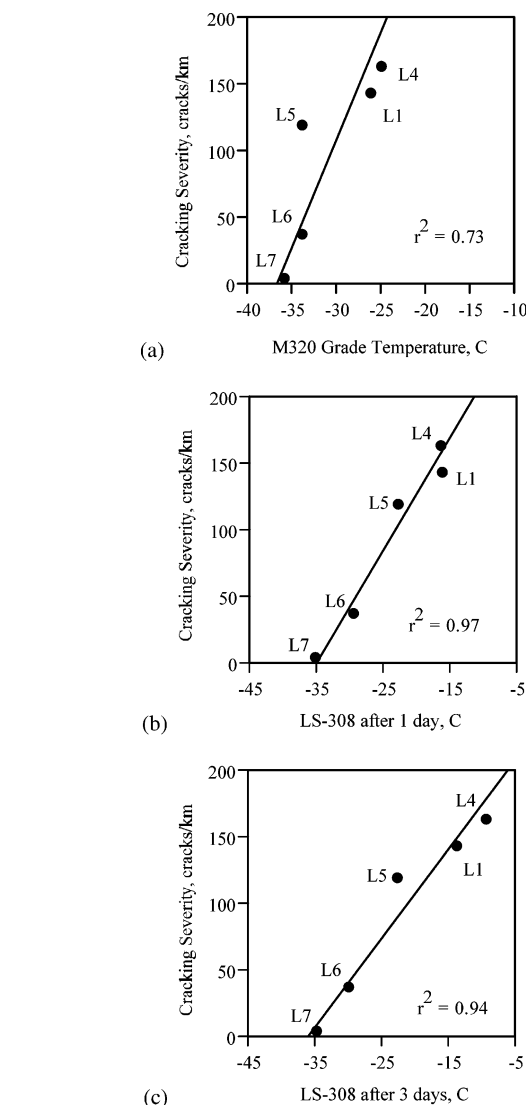 200
150
100
50
0
Cracking Severity, cracks/km
L4
L1
L5
L6
L7
r2 = 0.73
-40 -35 -30 -25 -20 -15 -10
(a) M320 Grade Temperature, C
200
150
100
50
0
Cracking Severity, cracks/km
L4
L1
L5
L6
L7
r2 = 0.97
-45 -35 -25 -15 -5
(b) LS-308 after 1 day, C
200
150
100
50
0
Cracking Severity, cracks/km
L4
L1
L5
L6
L7
r2 = 0.94
-45 -35 -25 -15 -5
(c) LS-308 after 3 days, C